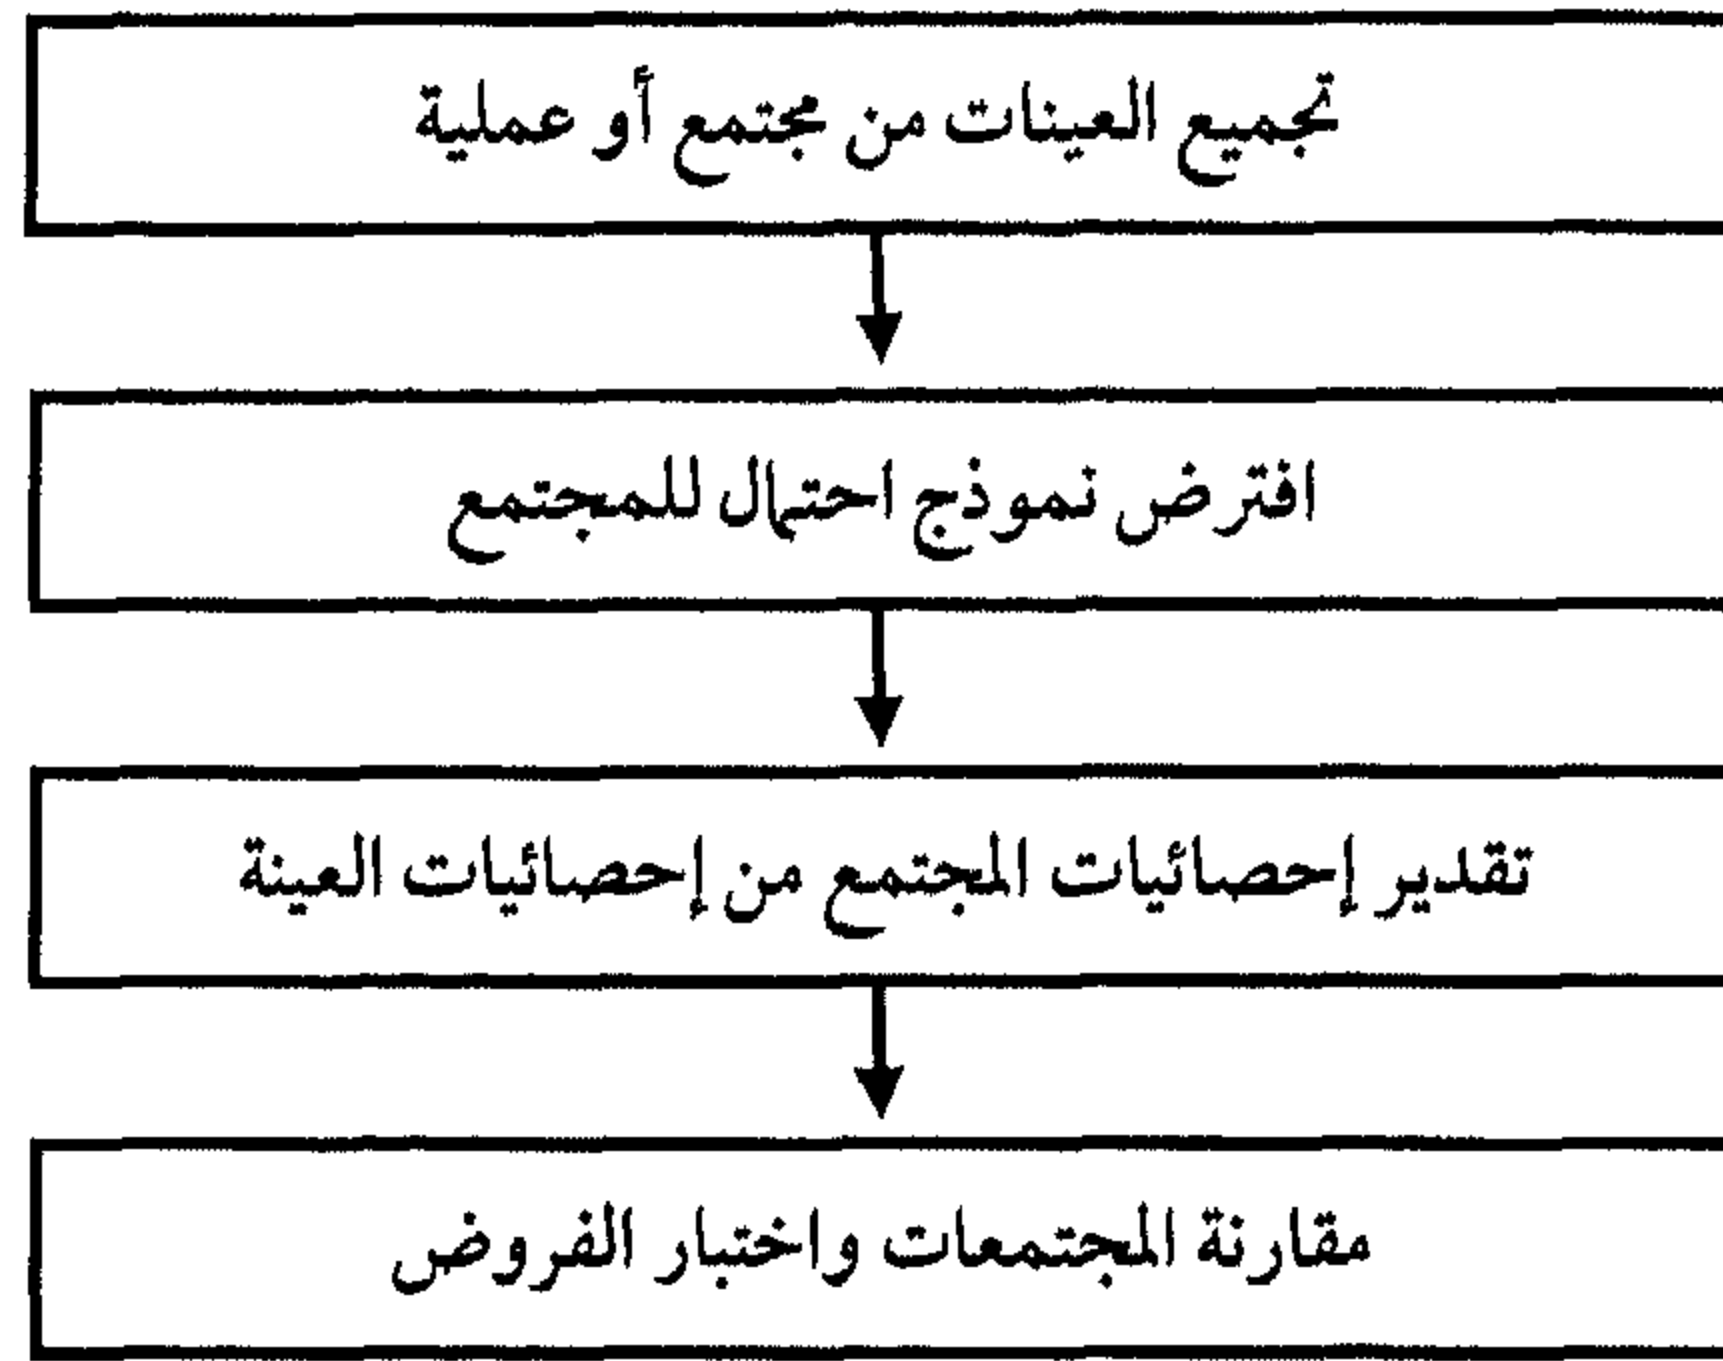 تجميع العينات من مجتمع أو عملية
افترض نموذج احتمال للمجتمع
تقدير إحصائيات المجتمع من إحصائيات العينة
مقارنة المجتمعات واختبار الفروض